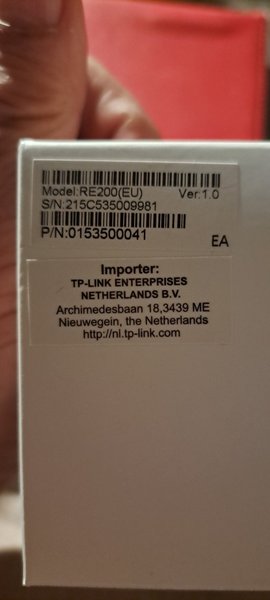 Model:RE200(EU) Ver:1.0
S/N:215C535009981
P/N:0153500041
EA
Importer:
TP-LINK ENTERPRISES
NETHERLANDS B.V.
Archimedesbaan 18,3439 ME
Nieuwegein, the Netherlands
http://nl.tp-link.com